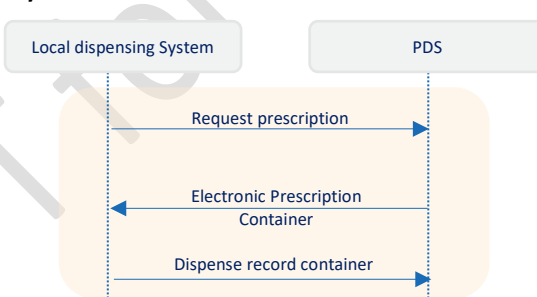 Local dispensing System
PDS
Request prescription
Electronic Prescription
Container
Dispense record container